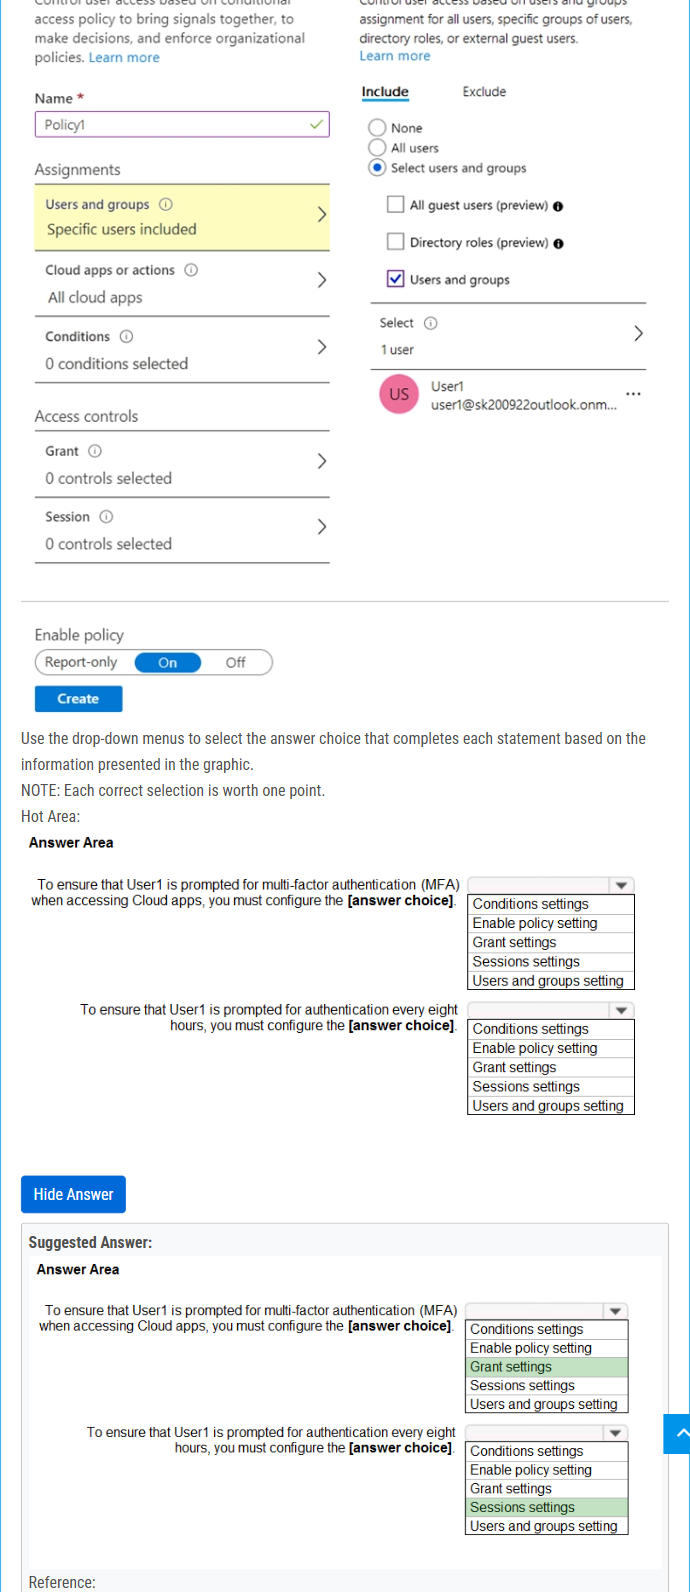 Control user access based on conditional
access policy to bring signals together, to
make decisions, and enforce organizational
policies. Learn more
Name *
Policy1
Assignments
Users and groups
Specific users included
Cloud apps or actions
All cloud apps
Conditions
0 conditions selected
Access controls
Grant
0 controls selected
Session
0 controls selected
Control user access based on users and groups
assignment for all users, specific groups of users,
directory roles, or external guest users.
Learn more
Include Exclude
None
All users
Select users and groups
All guest users (preview)
Directory roles (preview)
Users and groups
Select
1 user
US
User1
user1@sk200922outlook.onm...
Enable policy
Report-only On Off
Create
Use the drop-down menus to select the answer choice that completes each statement based on the
information presented in the graphic.
NOTE: Each correct selection is worth one point.
Hot Area:
Answer Area
To ensure that User1 is prompted for multi-factor authentication (MFA)
when accessing Cloud apps, you must configure the [answer choice].
Conditions settings
Enable policy setting
Grant settings
Sessions settings
Users and groups setting
To ensure that User1 is prompted for authentication every eight
hours, you must configure the [answer choice].
Conditions settings
Enable policy setting
Grant settings
Sessions settings
Users and groups setting
Hide Answer
Suggested Answer:
Answer Area
To ensure that User1 is prompted for multi-factor authentication (MFA)
when accessing Cloud apps, you must configure the [answer choice].
Conditions settings
Enable policy setting
Grant settings
Sessions settings
Users and groups setting
To ensure that User1 is prompted for authentication every eight
hours, you must configure the [answer choice].
Conditions settings
Enable policy setting
Grant settings
Sessions settings
Users and groups setting
Reference: